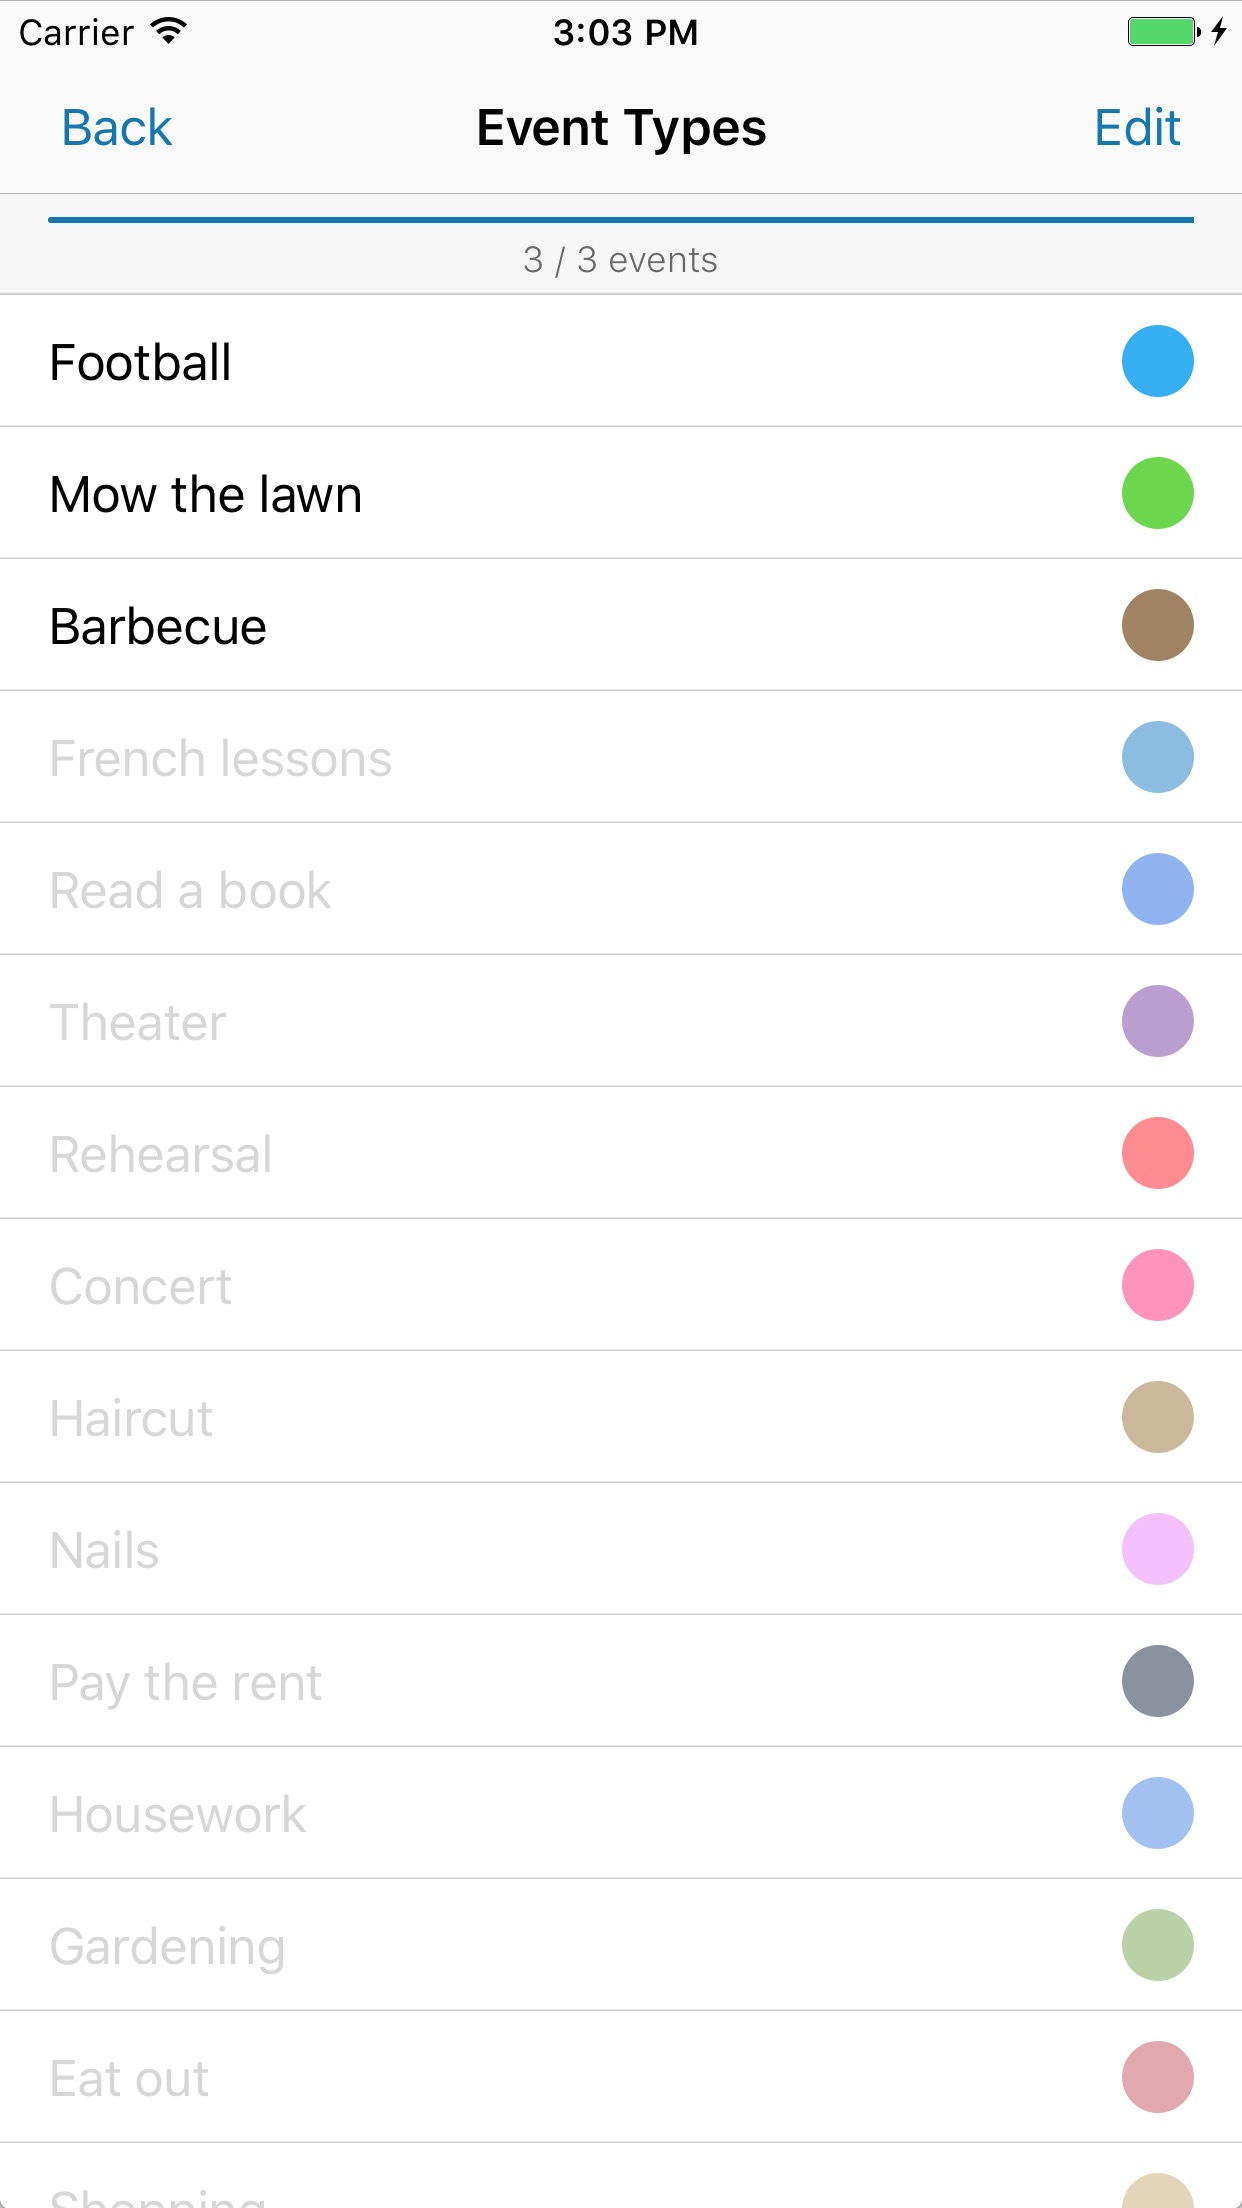 Carrier 3:03 PM
Back Event Types Edit
3 / 3 events
Football
Mow the lawn
Barbecue
French lessons
Read a book
Theater
Rehearsal
Concert
Haircut
Nails
Pay the rent
Housework
Gardening
Eat out
Shopping